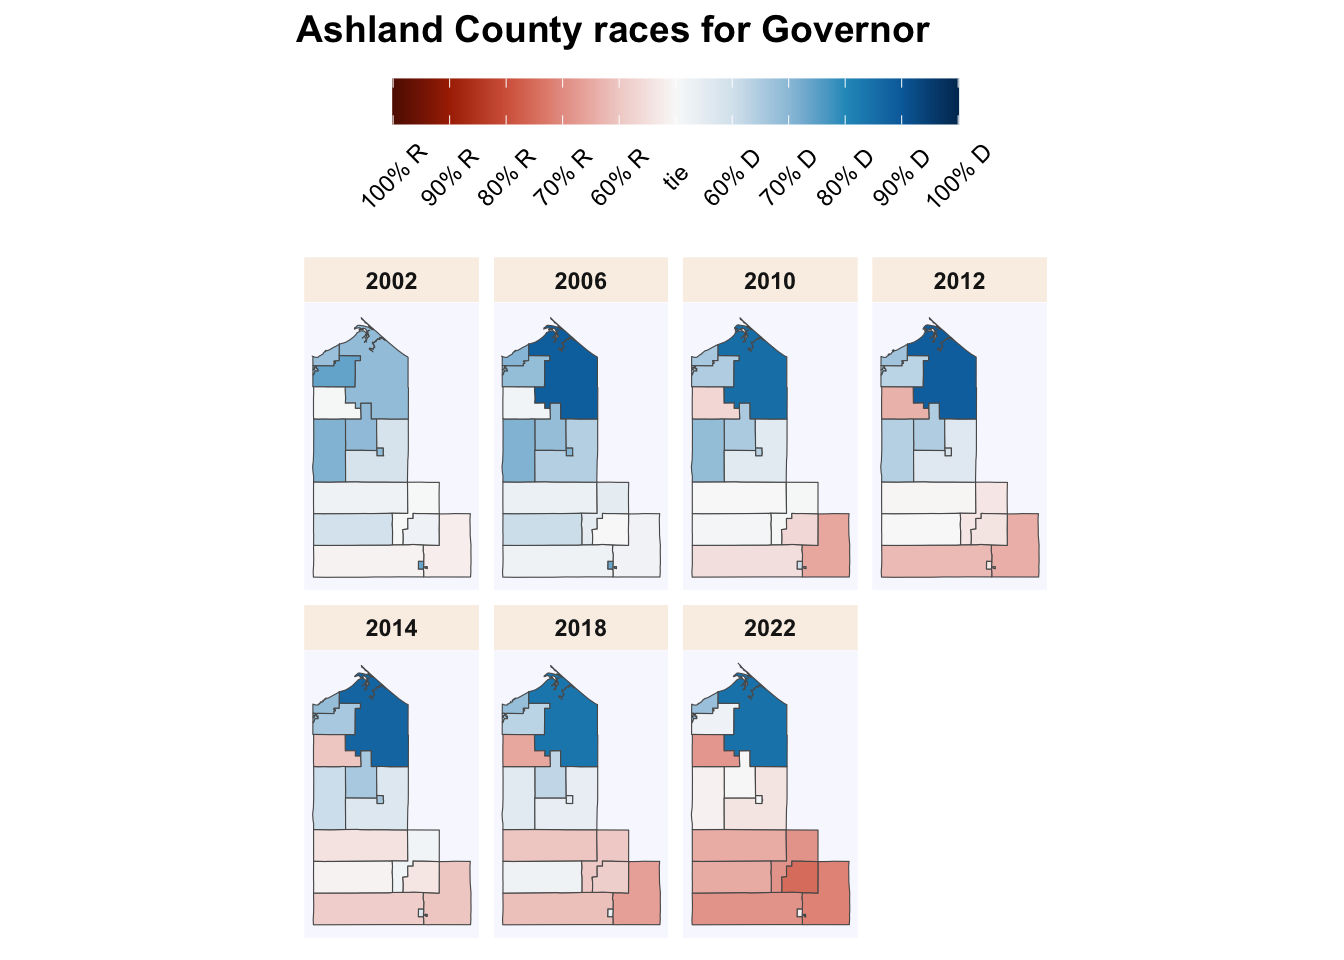 Ashland County races for Governor
100% R
90% R
80% R
70% R
60% R
tie
60% D
70% D
80% D
90% D
100% D
2002
2006
2010
2012
2014
2018
2022